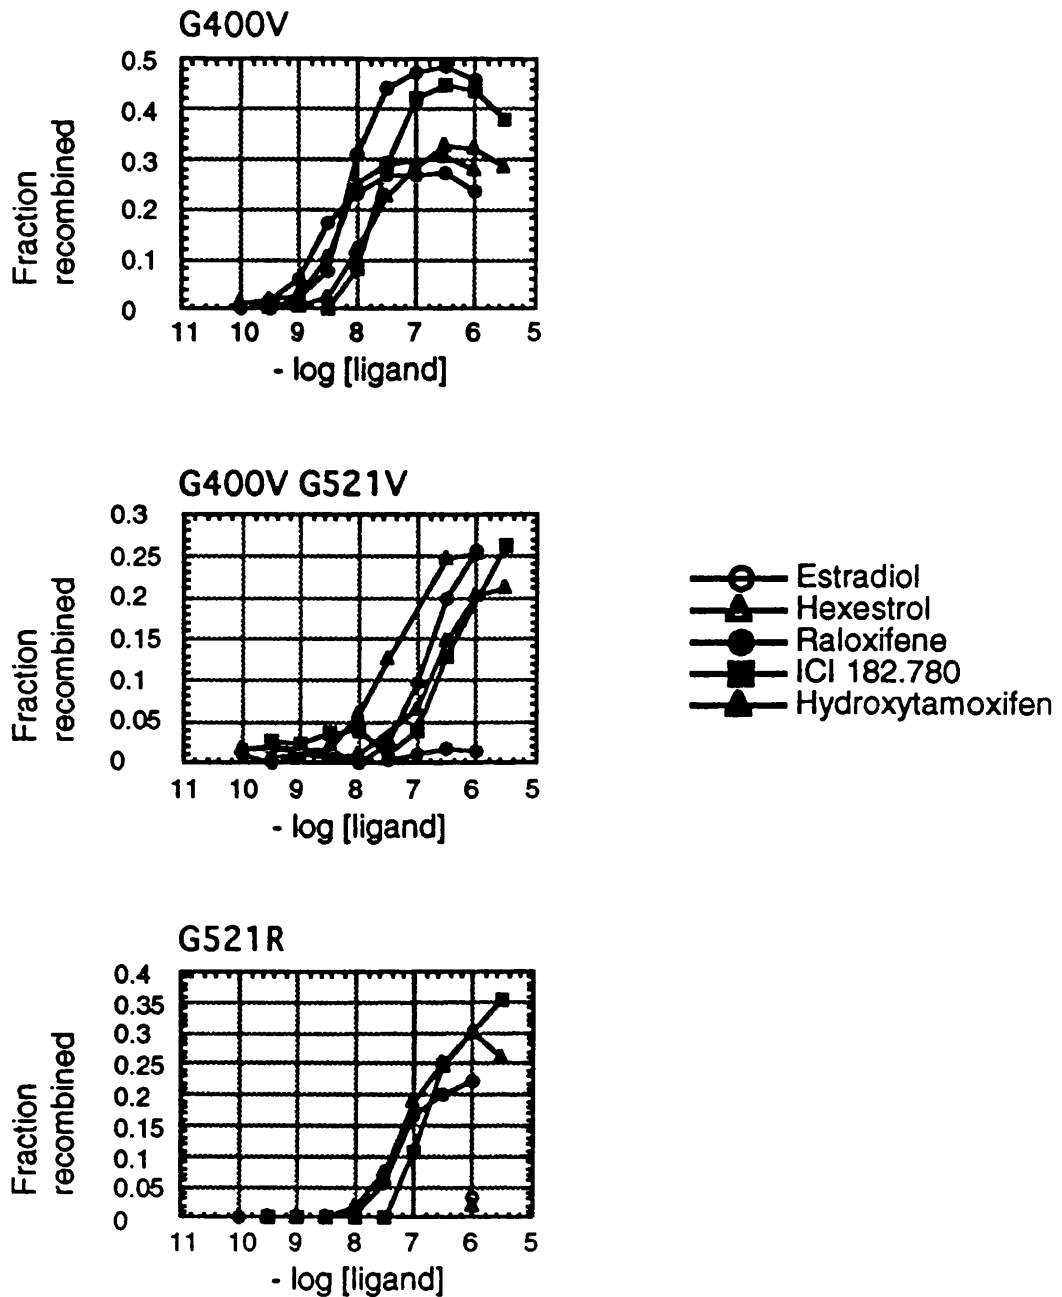 G400V
Fraction
recombined
0.5
0.4
0.3
0.2
0.1
0
11 10 9 8 7 6 5
- log [ligand]
G400V G521V
Fraction
recombined
0.3
0.25
0.2
0.15
0.1
0.05
0
11 10 9 8 7 6 5
- log [ligand]
Estradiol
Hexestrol
Raloxifene
ICI 182.780
Hydroxytamoxifen
G521R
Fraction
recombined
0.4
0.35
0.3
0.25
0.2
0.15
0.1
0.05
0
11 10 9 8 7 6 5
- log [ligand]